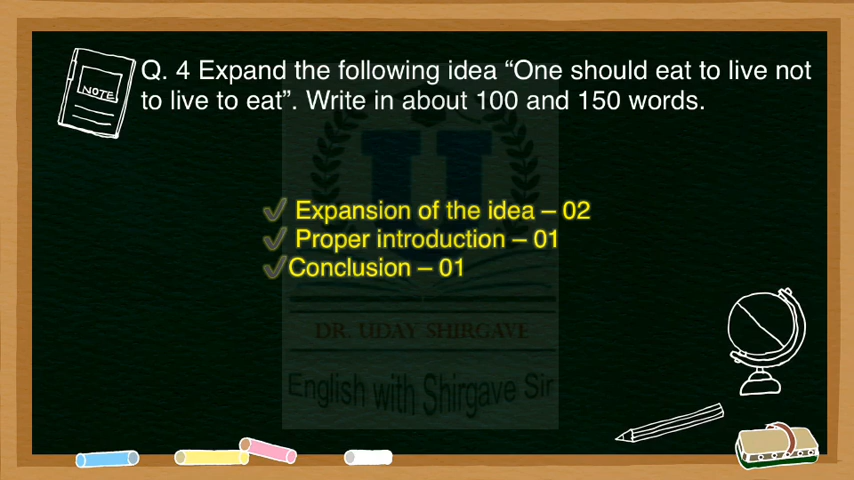 NOTE
Q. 4 Expand the following idea “One should eat to live not
to live to eat”. Write in about 100 and 150 words.
Expansion of the idea – 02
Proper introduction – 01
Conclusion – 01
DR. UDAY SHIRGAVE
English with Shirgave Sir